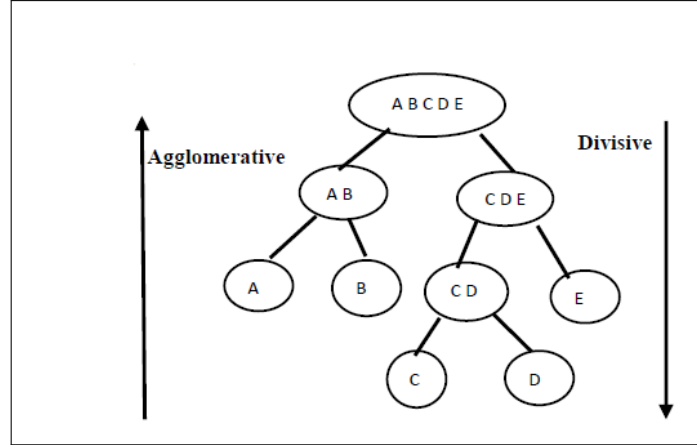 A B C D E
Agglomerative
Divisive
A B
C D E
A
B
C D
E
C
D